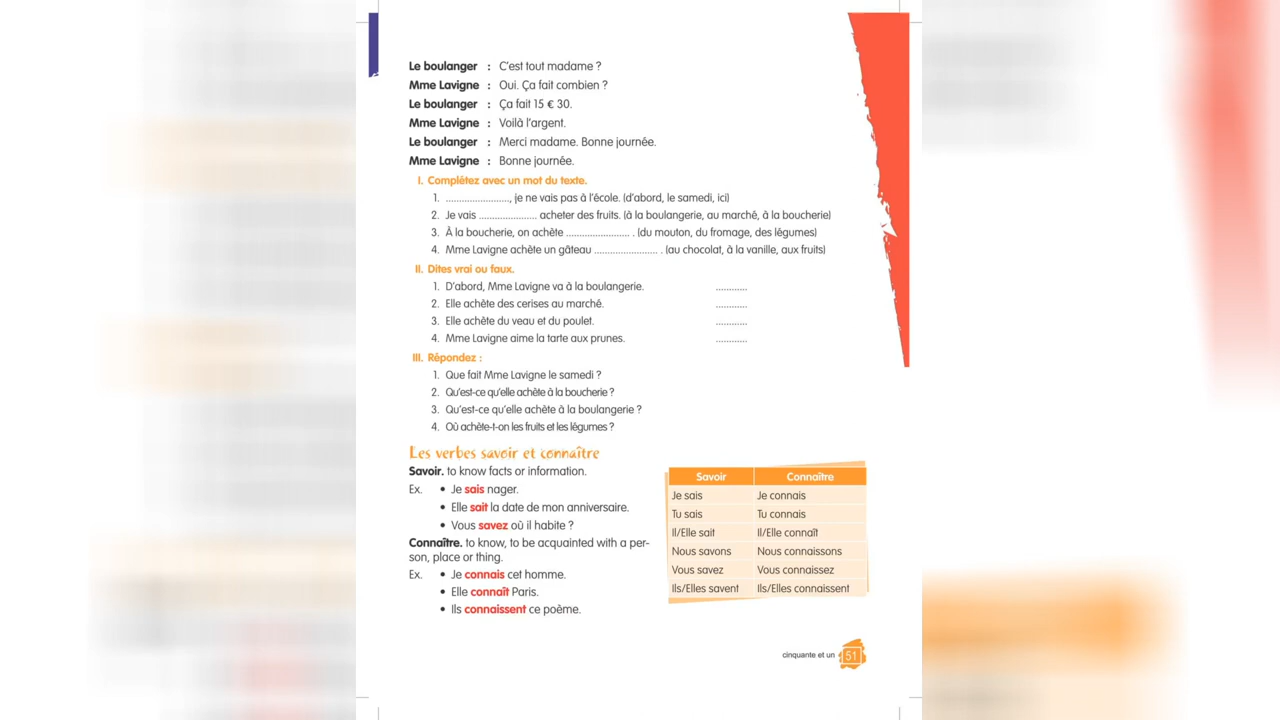 Le boulanger : C'est tout madame ?
Mme Lavigne : Oui. Ça fait combien ?
Le boulanger : Ça fait 15 € 30.
Mme Lavigne : Voilà l'argent.
Le boulanger : Merci madame. Bonne journée.
Mme Lavigne : Bonne journée.
I. Complétez avec un mot du texte.
1. ........................, je ne vais pas à l'école. (d'abord, le samedi, ici)
2. Je vais ...................... acheter des fruits. (à la boulangerie, au marché, à la boucherie)
3. À la boucherie, on achète ........................ . (du mouton, du fromage, des légumes)
4. Mme Lavigne achète un gâteau ........................ . (au chocolat, à la vanille, aux fruits)
II. Dites vrai ou faux.
1. D'abord, Mme Lavigne va à la boulangerie. ............
2. Elle achète des cerises au marché. ............
3. Elle achète du veau et du poulet. ............
4. Mme Lavigne aime la tarte aux prunes. ............
III. Répondez :
1. Que fait Mme Lavigne le samedi ?
2. Qu'est-ce qu'elle achète à la boucherie ?
3. Qu'est-ce qu'elle achète à la boulangerie ?
4. Où achète-t-on les fruits et les légumes ?
Les verbes savoir et connaître
Savoir. to know facts or information.
Ex. • Je sais nager.
• Elle sait la date de mon anniversaire.
• Vous savez où il habite ?
Connaître. to know, to be acquainted with a per-
son, place or thing.
Ex. • Je connais cet homme.
• Elle connaît Paris.
• Ils connaissent ce poème.
Savoir Connaître
Je sais Je connais
Tu sais Tu connais
Il/Elle sait Il/Elle connaît
Nous savons Nous connaissons
Vous savez Vous connaissez
Ils/Elles savent Ils/Elles connaissent
cinquante et un 51